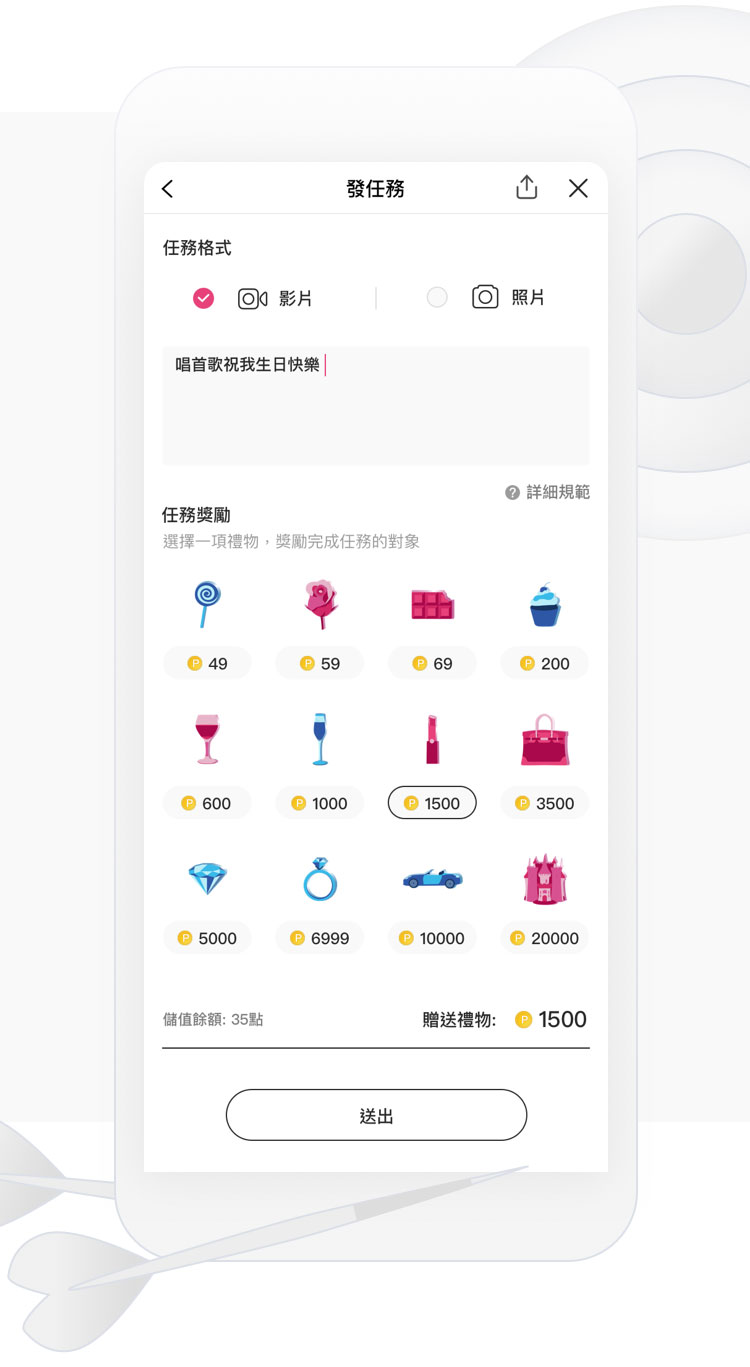 發任務
任務格式
影片 照片
唱首歌祝我生日快樂
? 詳細規範
任務獎勵
選擇一項禮物，獎勵完成任務的對象
P 49 P 59 P 69 P 200
P 600 P 1000 P 1500 P 3500
P 5000 P 6999 P 10000 P 20000
儲值餘額: 35點 贈送禮物: P 1500
送出